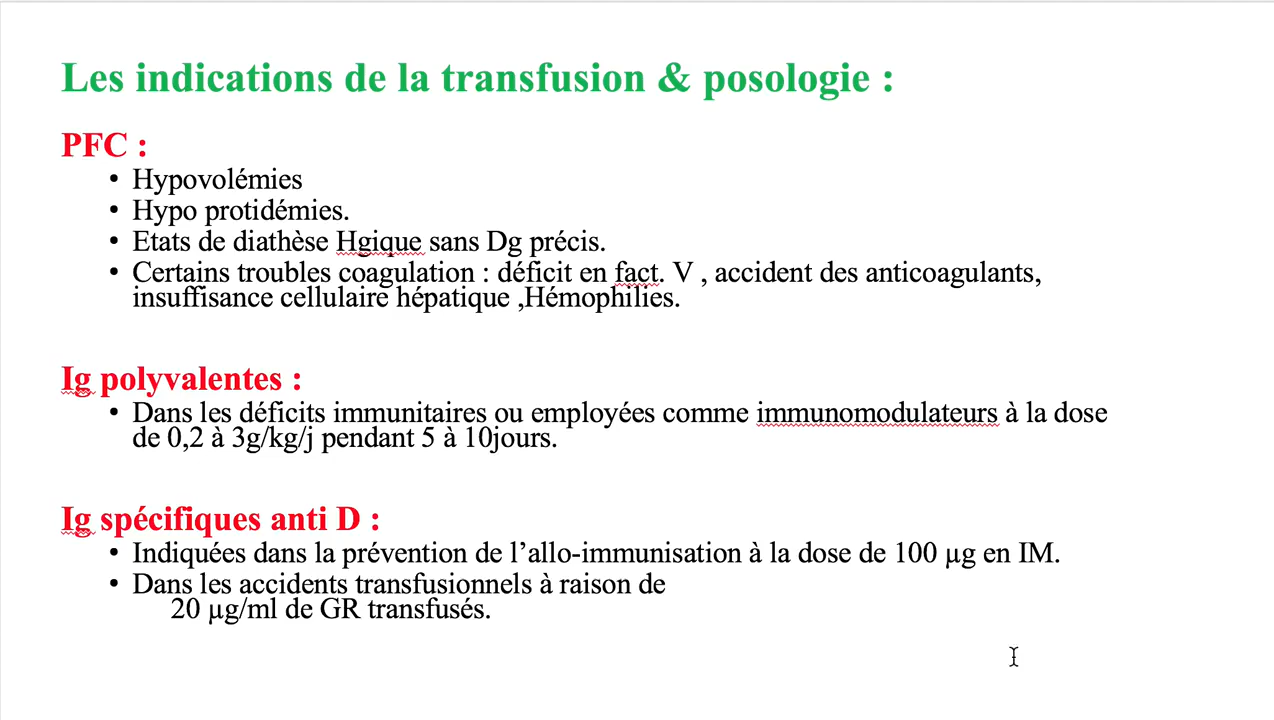 Les indications de la transfusion & posologie :
PFC :
• Hypovolémies
• Hypo protidémies.
• Etats de diathèse Hgique sans Dg précis.
• Certains troubles coagulation : déficit en fact. V , accident des anticoagulants,
insuffisance cellulaire hépatique ,Hémophilies.
Ig polyvalentes :
• Dans les déficits immunitaires ou employées comme immunomodulateurs à la dose
de 0,2 à 3g/kg/j pendant 5 à 10jours.
Ig spécifiques anti D :
• Indiquées dans la prévention de l’allo-immunisation à la dose de 100 µg en IM.
• Dans les accidents transfusionnels à raison de
20 µg/ml de GR transfusés.